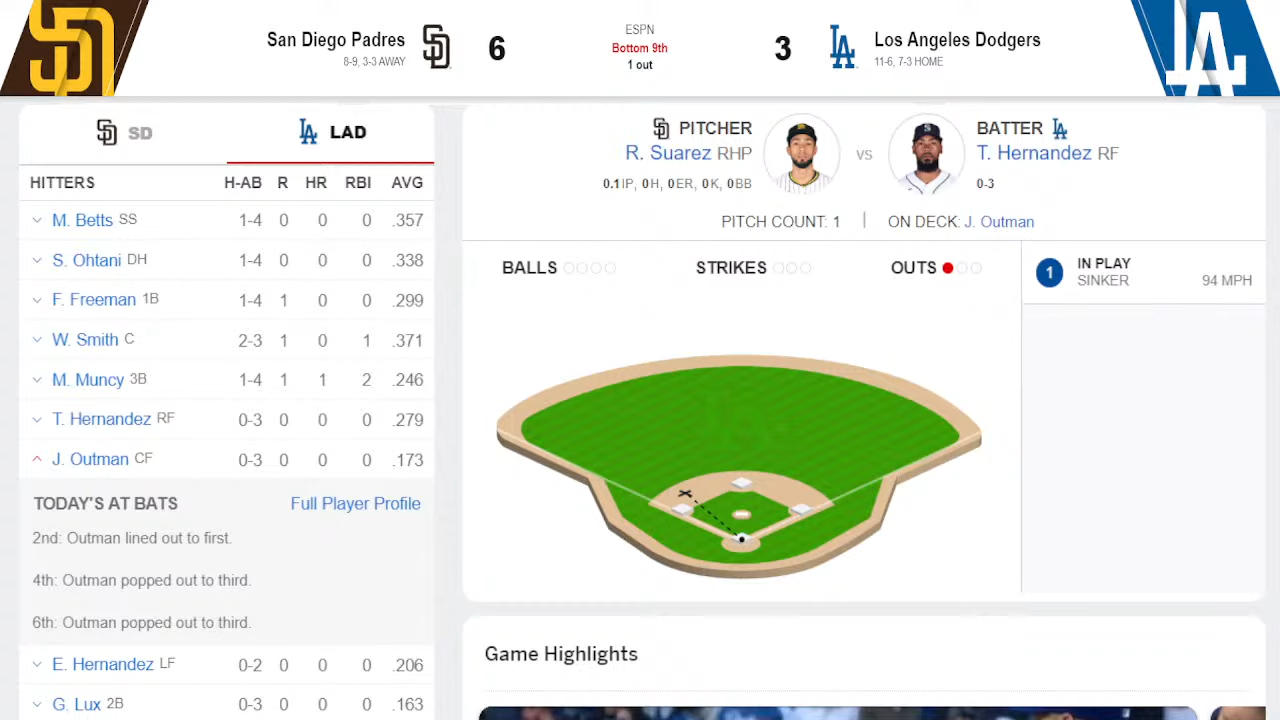 San Diego Padres
8-9, 3-3 AWAY
SD
6
ESPN
Bottom 9th
1 out
3
LA
Los Angeles Dodgers
11-6, 7-3 HOME
SD SD
LA LAD
HITTERS H-AB R HR RBI AVG
M. Betts SS 1-4 0 0 0 .357
S. Ohtani DH 1-4 0 0 0 .338
F. Freeman 1B 1-4 1 0 0 .299
W. Smith C 2-3 1 0 1 .371
M. Muncy 3B 1-4 1 1 2 .246
T. Hernandez RF 0-3 0 0 0 .279
J. Outman CF 0-3 0 0 0 .173
TODAY'S AT BATS Full Player Profile
2nd: Outman lined out to first.
4th: Outman popped out to third.
6th: Outman popped out to third.
E. Hernandez LF 0-2 0 0 0 .206
G. Lux 2B 0-3 0 0 0 .163
SD PITCHER
R. Suarez RHP
0.1IP, 0H, 0ER, 0K, 0BB
VS
BATTER LA
T. Hernandez RF
0-3
PITCH COUNT: 1 | ON DECK: J. Outman
BALLS STRIKES OUTS
1 IN PLAY
SINKER 94 MPH
Game Highlights